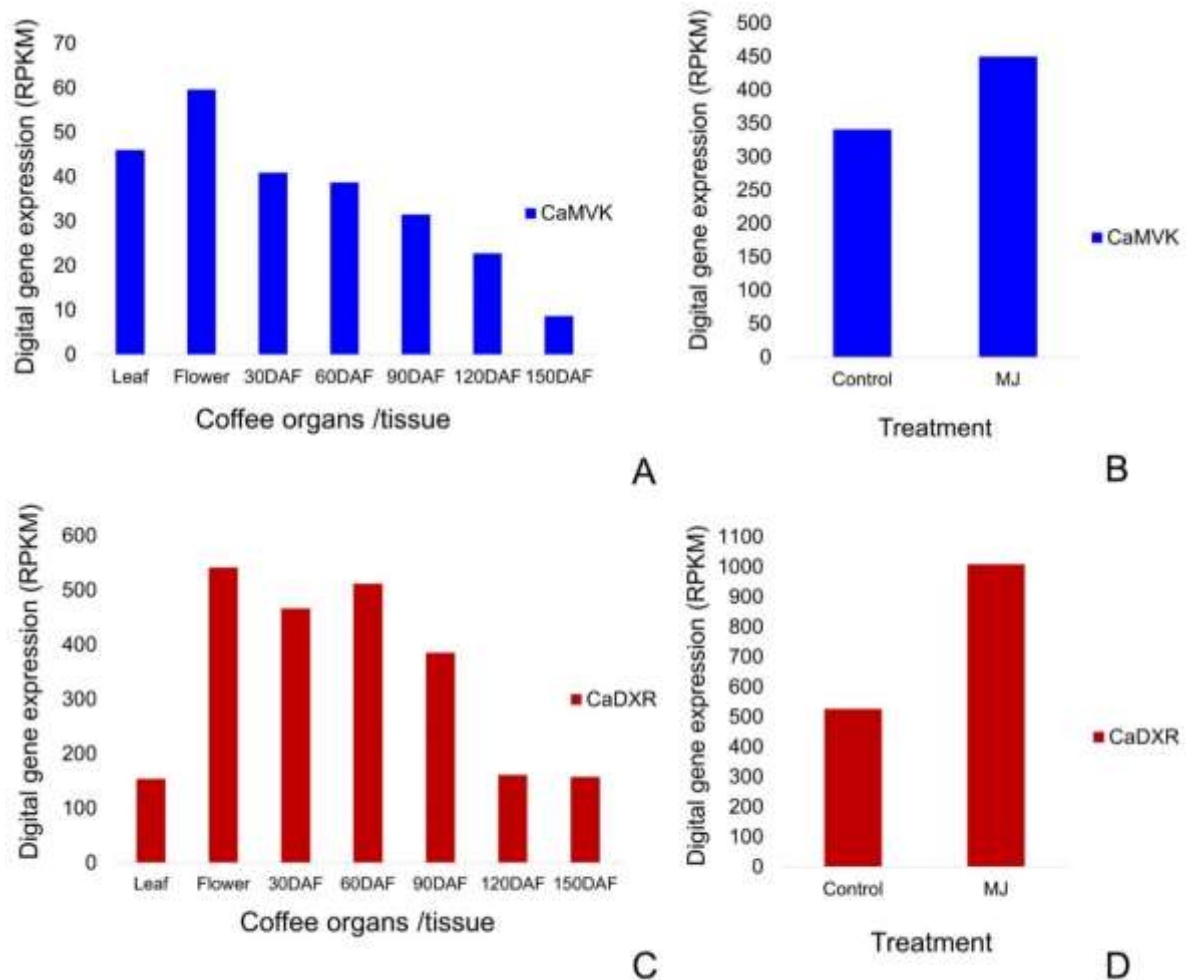 Digital gene expression (RPKM)
70
60
50
40
30
20
10
0
Leaf Flower 30DAF 60DAF 90DAF 120DAF 150DAF
Coffee organs /tissue
CaMVK
A
Digital gene expression (RPKM)
500
450
400
350
300
250
200
150
100
50
0
Control MJ
Treatment
CaMVK
B
Digital gene expression (RPKM)
600
500
400
300
200
100
0
Leaf Flower 30DAF 60DAF 90DAF 120DAF 150DAF
Coffee organs /tissue
CaDXR
C
Digital gene expression (RPKM)
1100
1000
900
800
700
600
500
400
300
200
100
0
Control MJ
Treatment
CaDXR
D